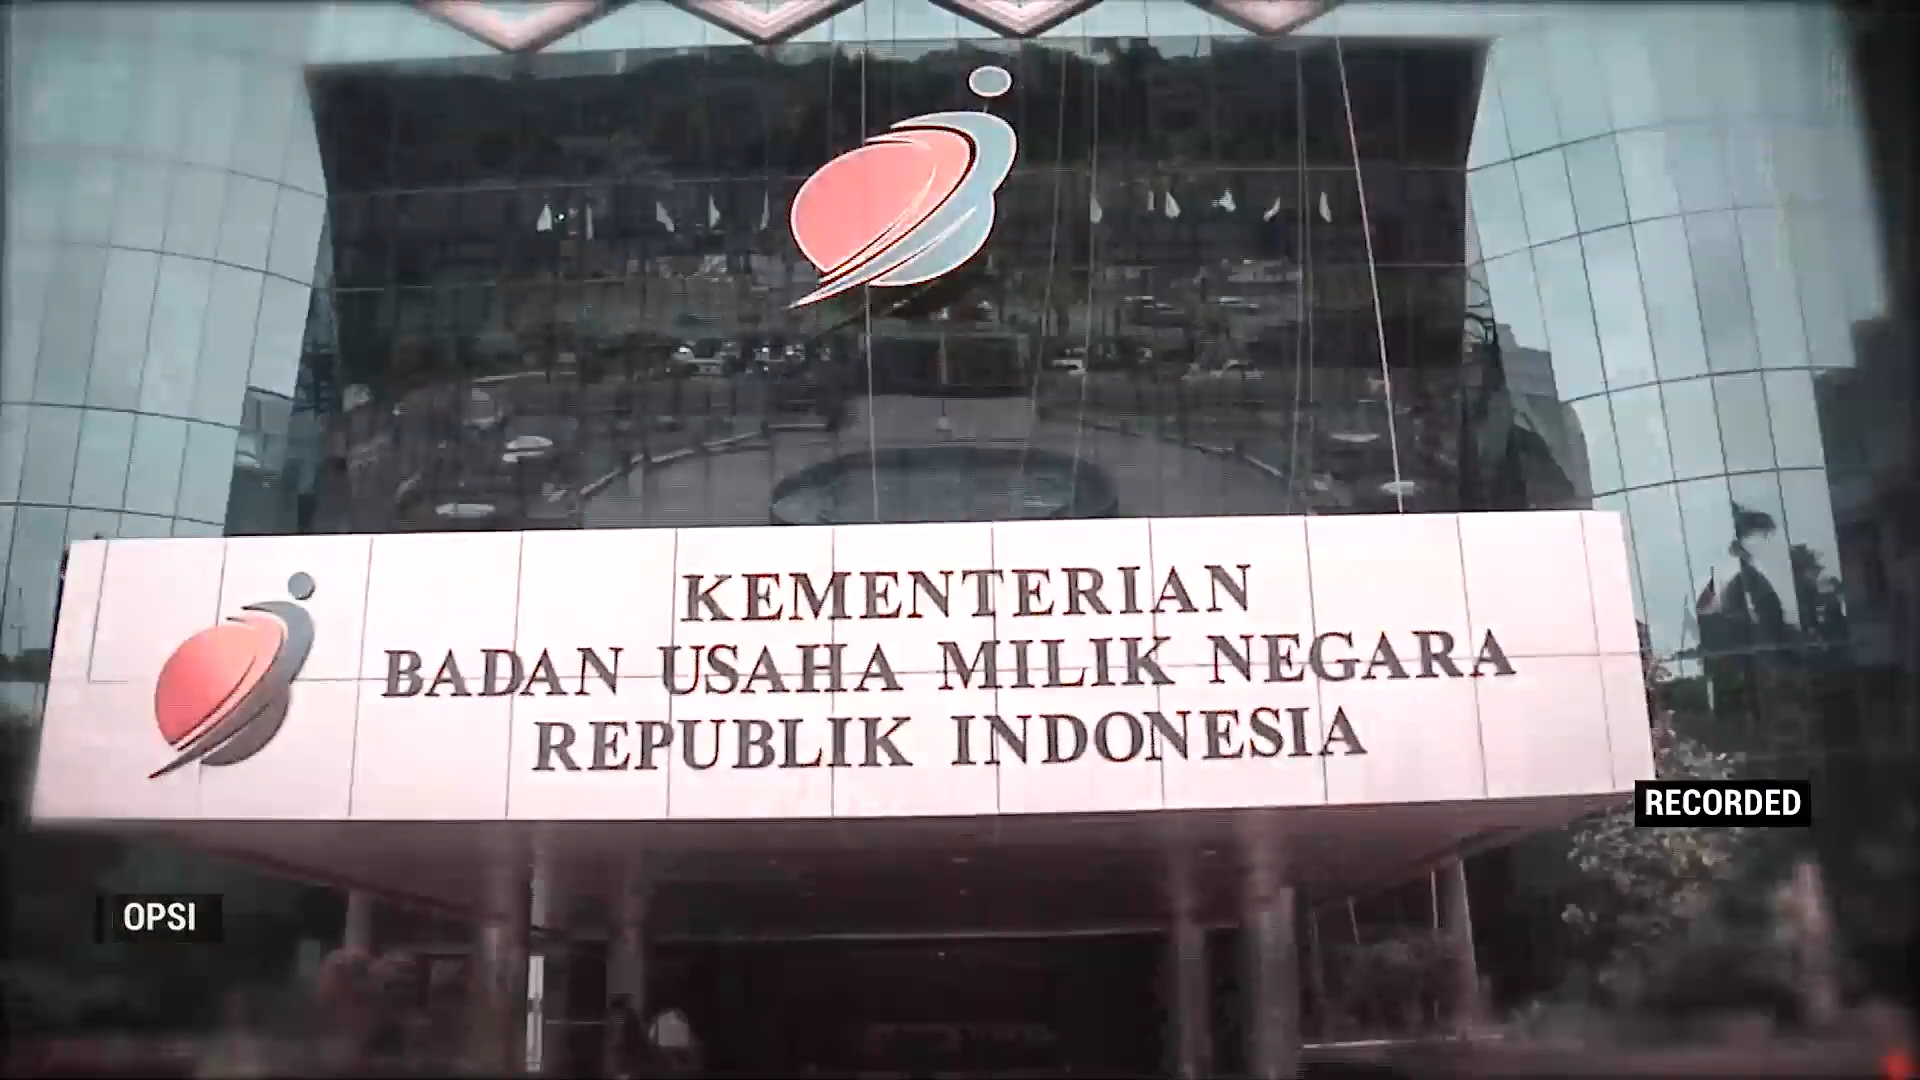 KEMENTERIAN
BADAN USAHA MILIK NEGARA
REPUBLIK INDONESIA
RECORDED
OPSI